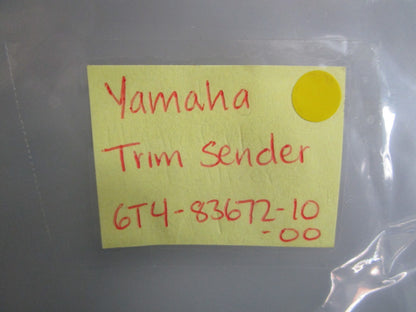 Yamaha
Trim Sender
6T4-83672-10
-00